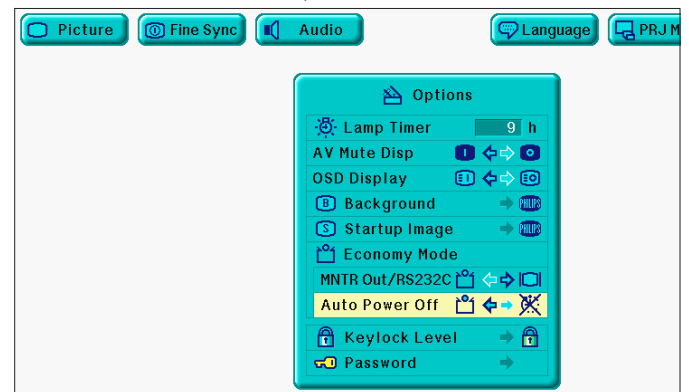 Picture Fine Sync Audio Language PRJ M
Options
Lamp Timer 9 h
AV Mute Disp
OSD Display
B Background PHILIPS
S Startup Image PHILIPS
Economy Mode
MNTR Out/RS232C
Auto Power Off
Keylock Level
Password